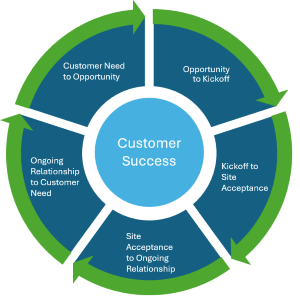 Customer Need
to Opportunity
Opportunity
to Kickoff
Customer
Success
Ongoing
Relationship
to Customer
Need
Kickoff to
Site
Acceptance
Site
Acceptance
to Ongoing
Relationship